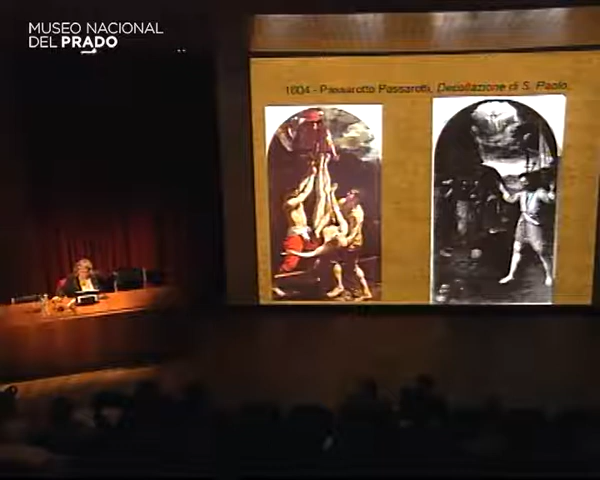 MUSEO NACIONAL
DEL PRADO
1604 - Passarotto Passarotti, Decollazione di S. Paolo,